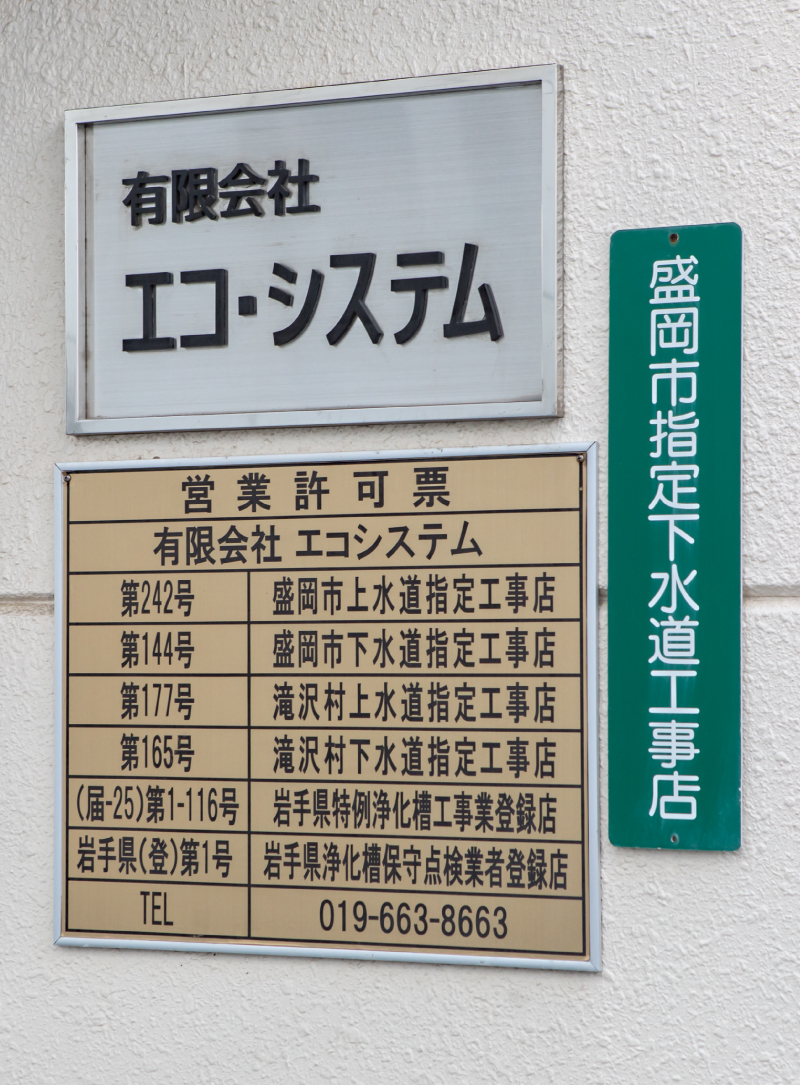 有限会社
エコ・システム
営業許可票
有限会社 エコシステム
第242号 盛岡市上水道指定工事店
第144号 盛岡市下水道指定工事店
第177号 滝沢村上水道指定工事店
第165号 滝沢村下水道指定工事店
(届-25)第1-116号 岩手県特例浄化槽工事業登録店
岩手県(登)第1号 岩手県浄化槽保守点検業者登録店
TEL 019-663-8663
盛岡市指定下水道工事店